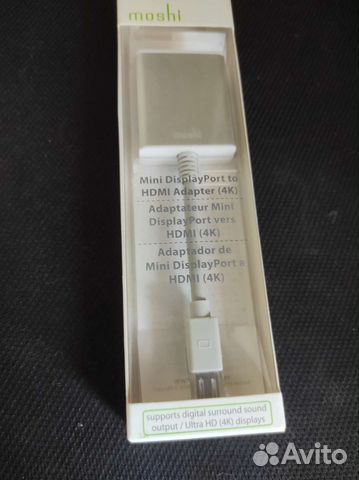 moshi
moshi
Mini DisplayPort to
HDMI Adapter (4K)
Adaptateur Mini
DisplayPort vers
HDMI (4K)
Adaptador de
Mini DisplayPort a
HDMI (4K)
supports digital surround sound
output / Ultra HD (4K) displays
Avito